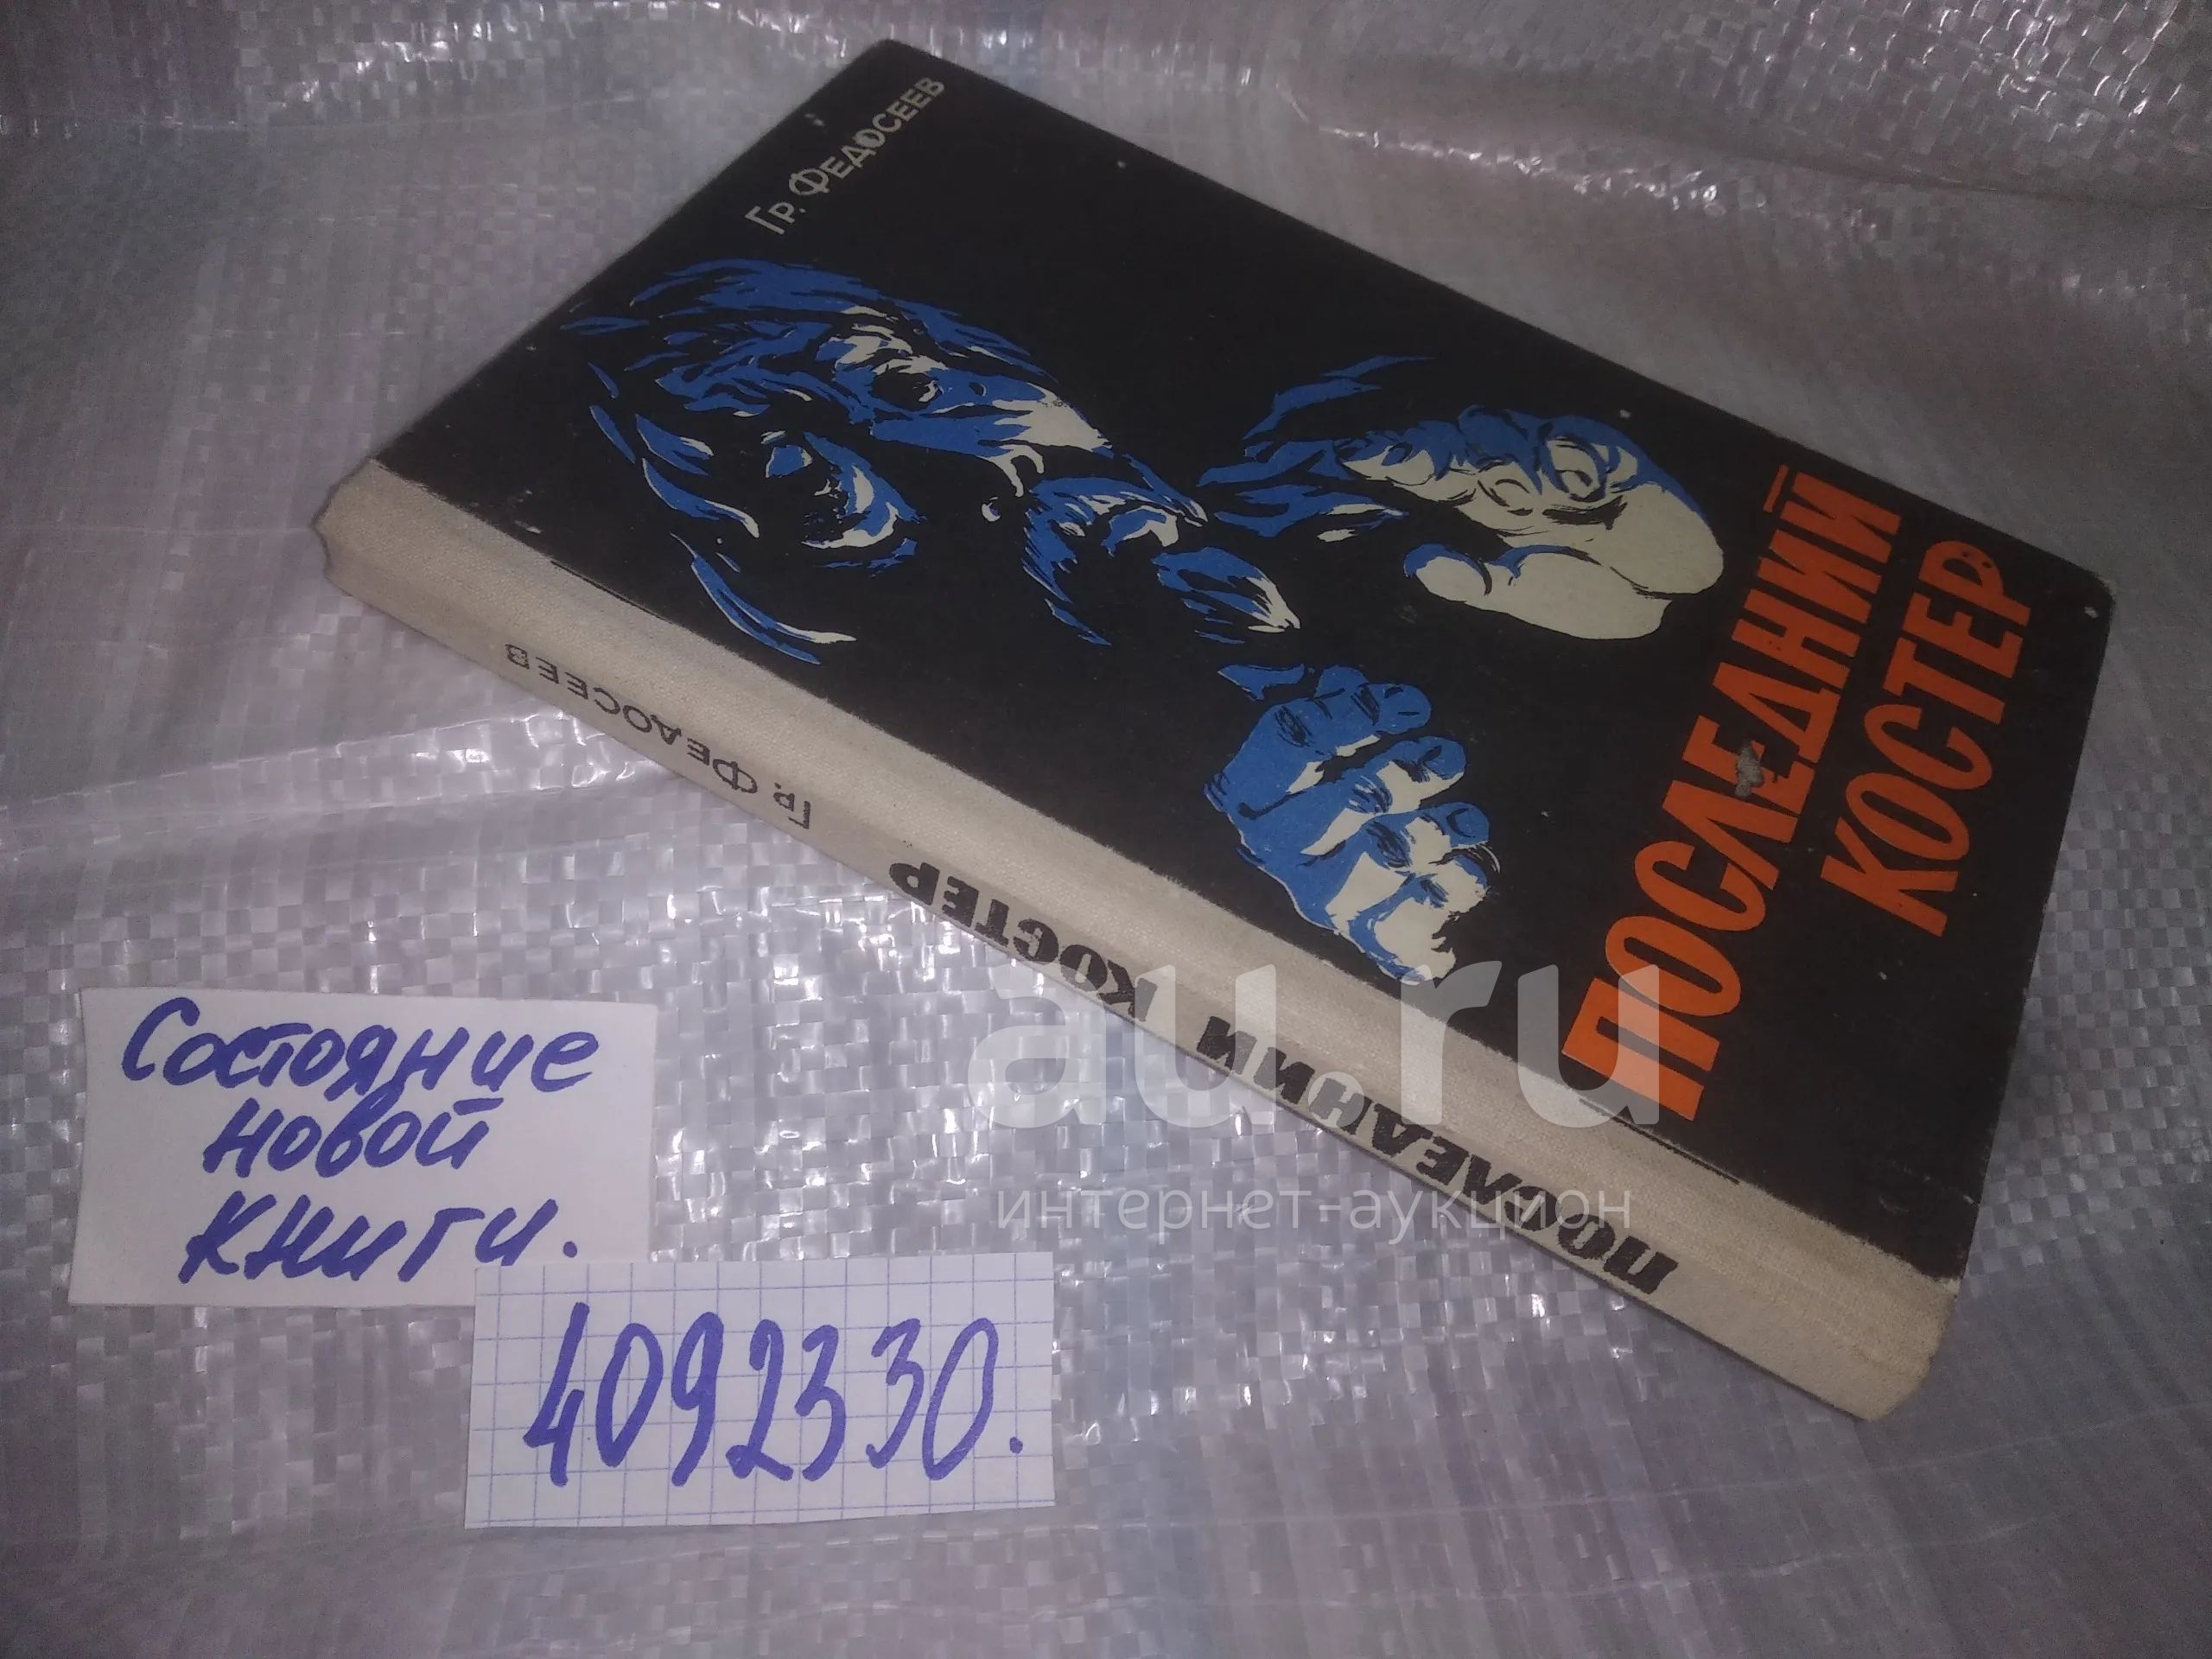 Гр. Федосеев
ПОСЛЕДНИЙ
КОСТЕР
Гр. ФЕДОСЕЕВ
ПОСЛЕДНИЙ КОСТЕР
au.ru
интернет-аукцион
Состояние
новой
книги.
4092330.